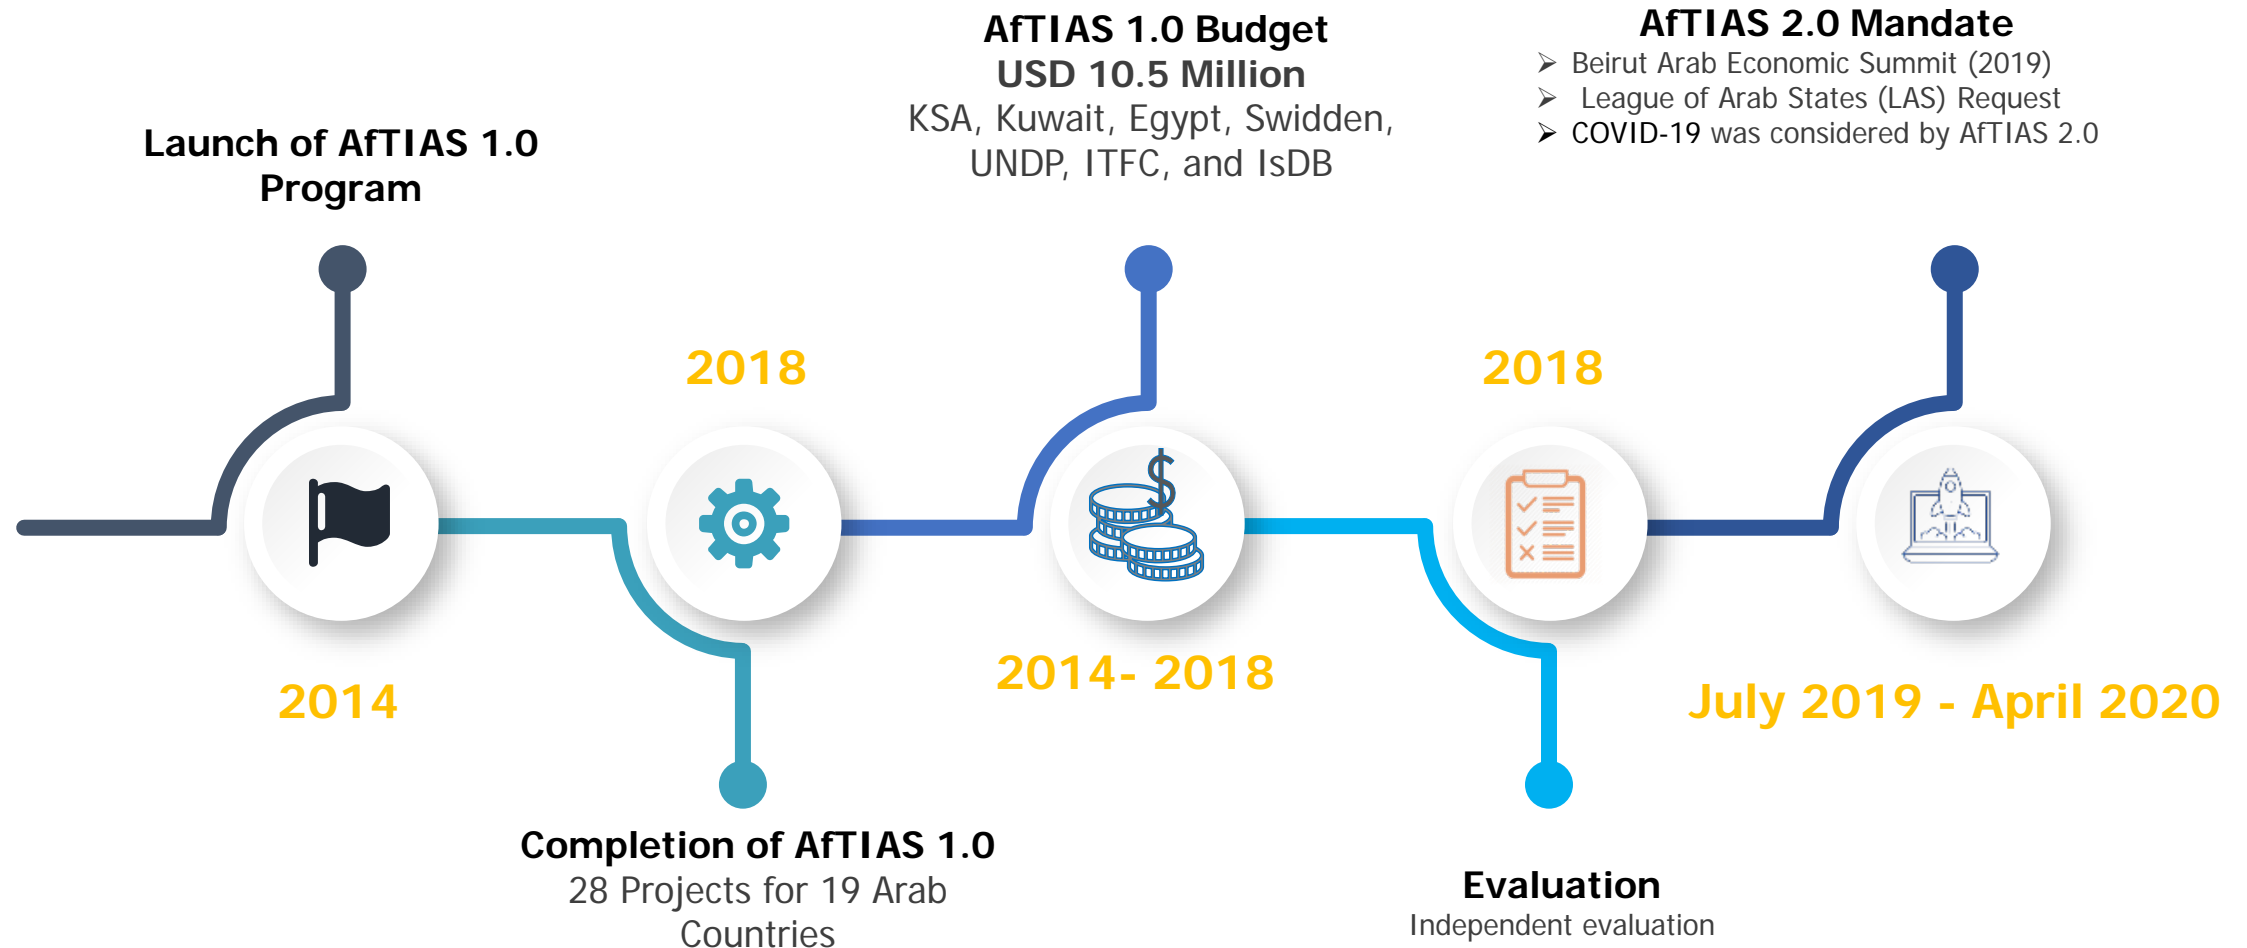 Launch of AfTIAS 1.0
Program
2014
2018
Completion of AfTIAS 1.0
28 Projects for 19 Arab
Countries
AfTIAS 1.0 Budget
USD 10.5 Million
KSA, Kuwait, Egypt, Swidden,
UNDP, ITFC, and IsDB
$
2014- 2018
2018
Evaluation
Independent evaluation
AfTIAS 2.0 Mandate
➢ Beirut Arab Economic Summit (2019)
➢ League of Arab States (LAS) Request
➢ COVID-19 was considered by AfTIAS 2.0
July 2019 - April 2020